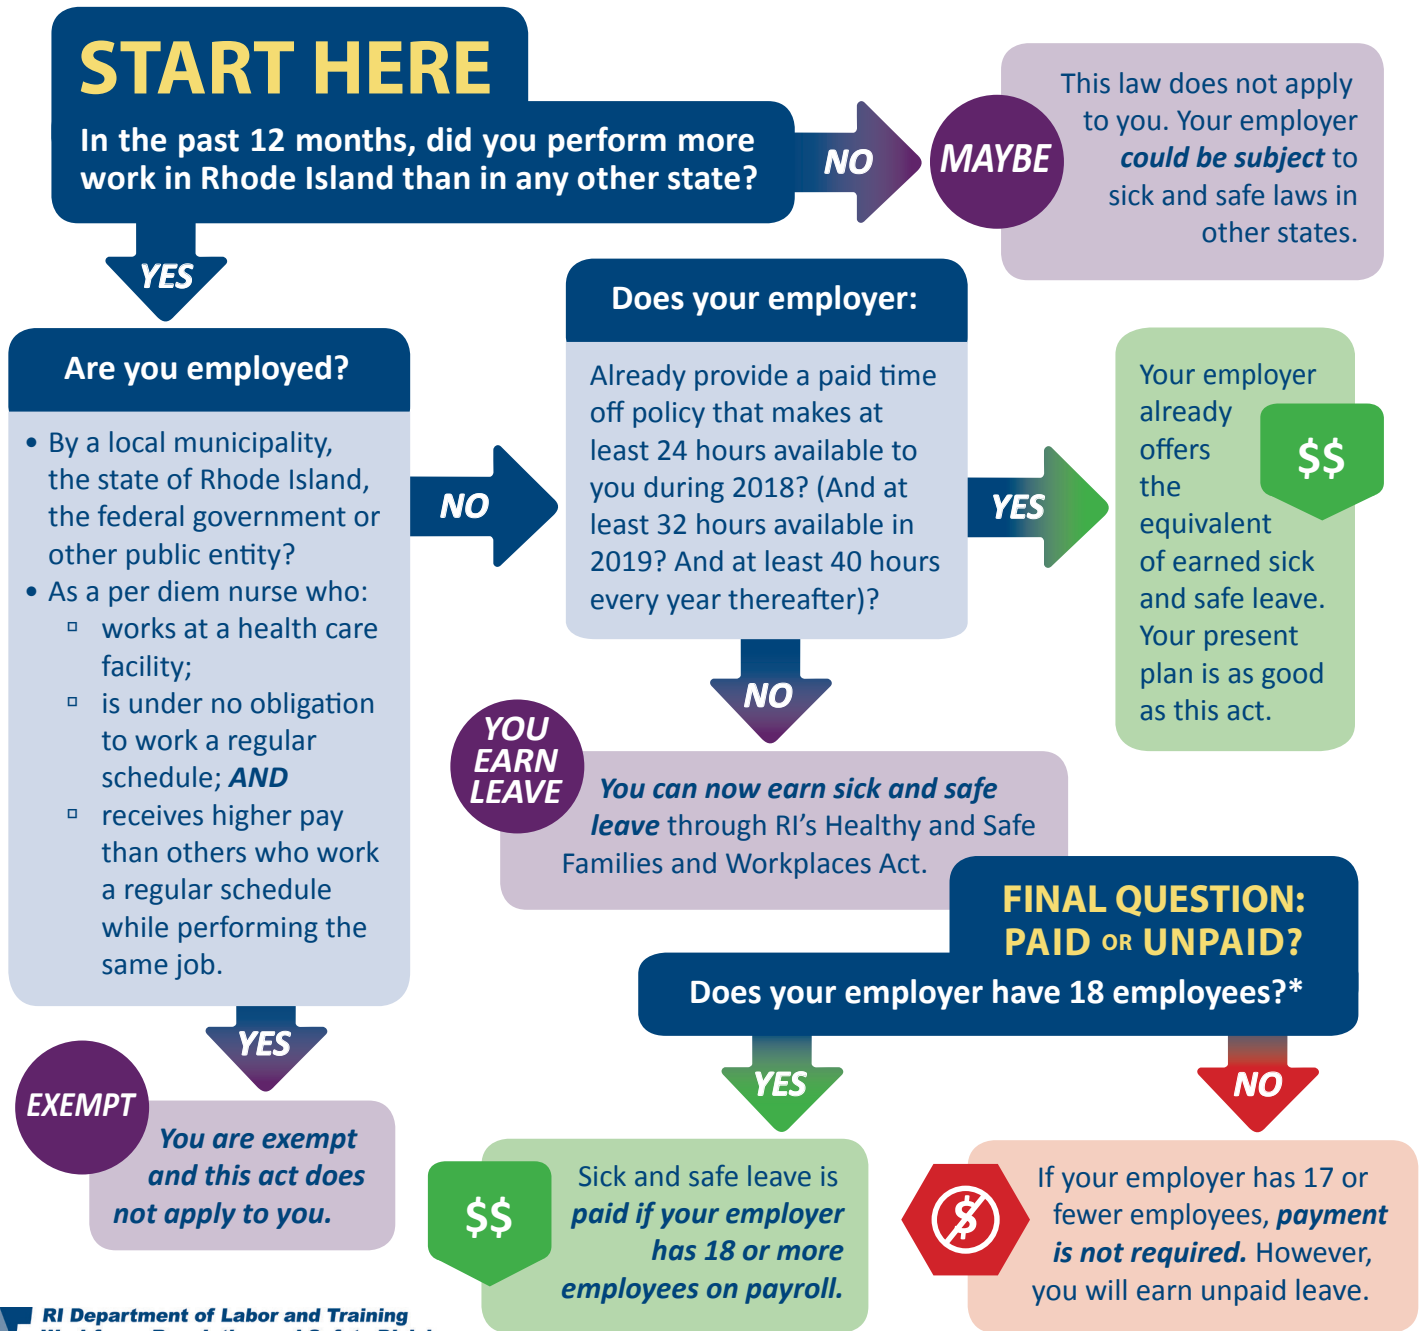 START HERE
In the past 12 months, did you perform more
work in Rhode Island than in any other state?
NO
MAYBE
This law does not apply
to you. Your employer
could be subject to
sick and safe laws in
other states.
YES
Are you employed?
• By a local municipality,
the state of Rhode Island,
the federal government or
other public entity?
• As a per diem nurse who:
▫ works at a health care
facility;
▫ is under no obligation
to work a regular
schedule; AND
▫ receives higher pay
than others who work
a regular schedule
while performing the
same job.
NO
Does your employer:
Already provide a paid time
off policy that makes at
least 24 hours available to
you during 2018? (And at
least 32 hours available in
2019? And at least 40 hours
every year thereafter)?
YES
Your employer
already
offers
the
equivalent
of earned sick
and safe leave.
Your present
plan is as good
as this act.
$$
NO
YOU
EARN
LEAVE
You can now earn sick and safe
leave through RI's Healthy and Safe
Families and Workplaces Act.
FINAL QUESTION:
PAID OR UNPAID?
Does your employer have 18 employees?*
YES
EXEMPT
You are exempt
and this act does
not apply to you.
YES
$$
Sick and safe leave is
paid if your employer
has 18 or more
employees on payroll.
NO
$
If your employer has 17 or
fewer employees, payment
is not required. However,
you will earn unpaid leave.
RI Department of Labor and Training